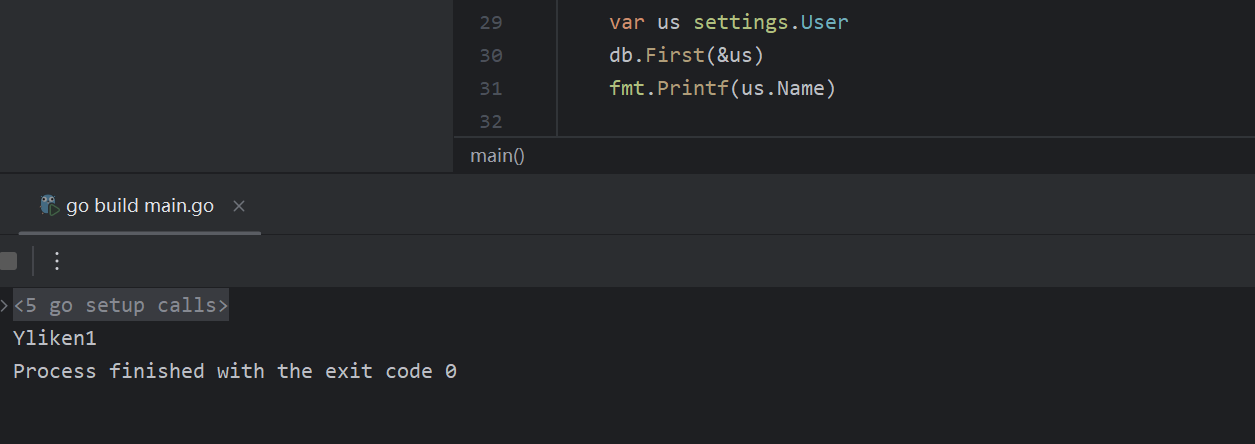 29 var us settings.User
30 db.First(&us)
31 fmt.Printf(us.Name)
32
main()
go build main.go ×
<5 go setup calls>
Yliken1
Process finished with the exit code 0